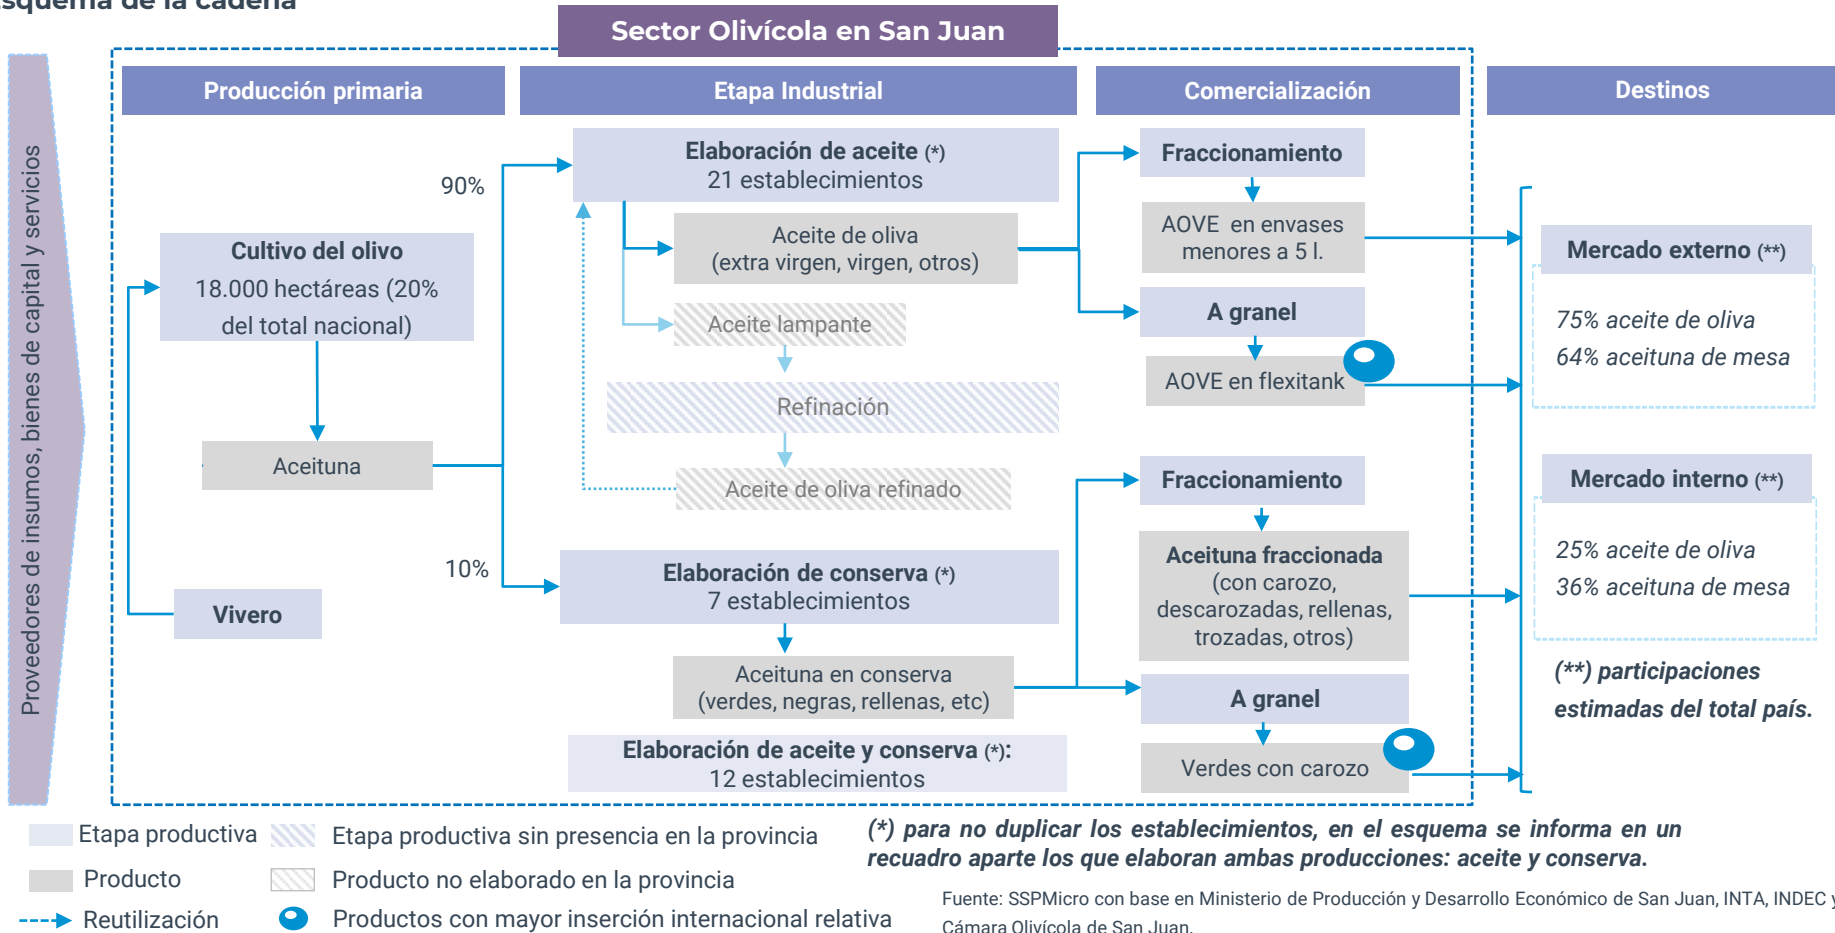 Esquema de la cadena
Sector Olivícola en San Juan
Proveedores de insumos, bienes de capital y servicios
Producción primaria
Etapa Industrial
Comercialización
Destinos
90%
Cultivo del olivo
18.000 hectáreas (20%
del total nacional)
Aceituna
10%
Vivero
Elaboración de aceite (*)
21 establecimientos
Aceite de oliva
(extra virgen, virgen, otros)
Aceite lampante
Refinación
Aceite de oliva refinado
Elaboración de conserva (*)
7 establecimientos
Aceituna en conserva
(verdes, negras, rellenas, etc)
Elaboración de aceite y conserva (*):
12 establecimientos
Fraccionamiento
AOVE en envases
menores a 5 l.
A granel
AOVE en flexitank
Fraccionamiento
Aceituna fraccionada
(con carozo,
descarozadas, rellenas,
trozadas, otros)
A granel
Verdes con carozo
Mercado externo (**)
75% aceite de oliva
64% aceituna de mesa
Mercado interno (**)
25% aceite de oliva
36% aceituna de mesa
(**) participaciones
estimadas del total país.
Etapa productiva
Etapa productiva sin presencia en la provincia
Producto
Producto no elaborado en la provincia
Reutilización
Productos con mayor inserción internacional relativa
(*) para no duplicar los establecimientos, en el esquema se informa en un
recuadro aparte los que elaboran ambas producciones: aceite y conserva.
Fuente: SSPMicro con base en Ministerio de Producción y Desarrollo Económico de San Juan, INTA, INDEC y
Cámara Olivícola de San Juan.